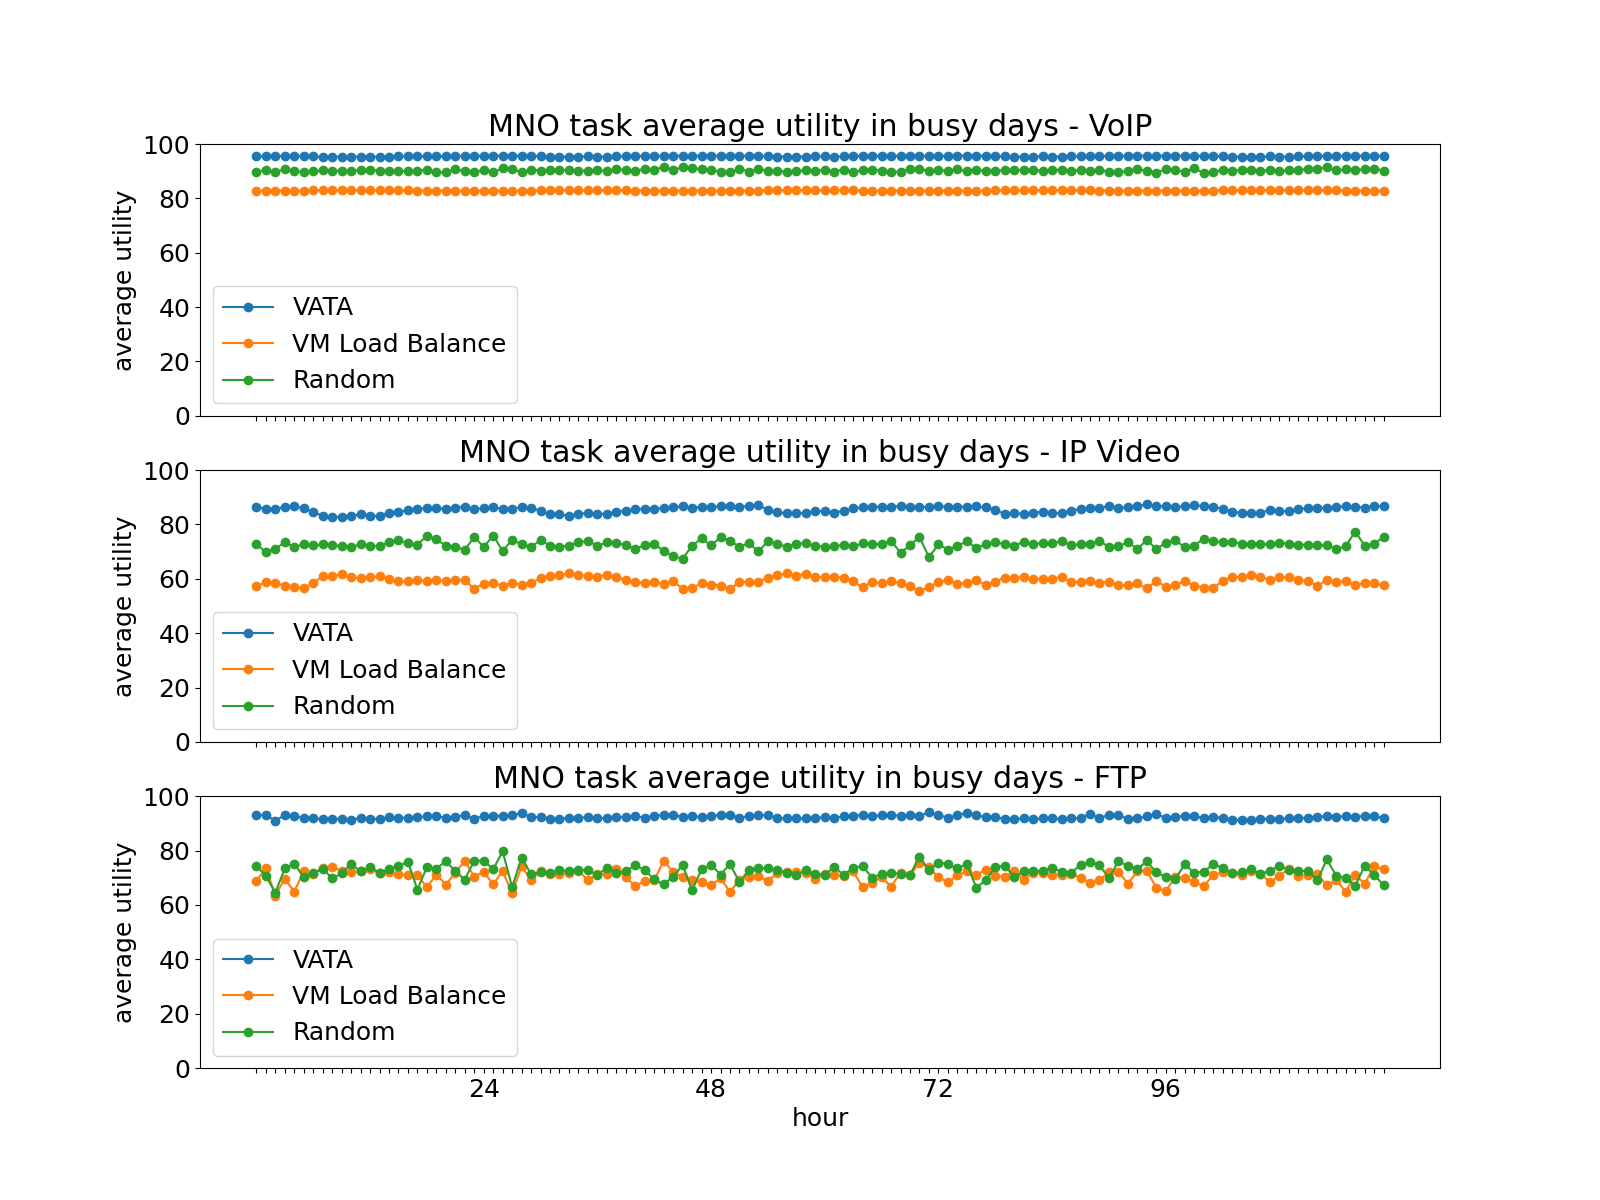 MNO task average utility in busy days - VoIP
100
80
60
40
20
0
average utility
VATA
VM Load Balance
Random
MNO task average utility in busy days - IP Video
100
80
60
40
20
0
average utility
VATA
VM Load Balance
Random
MNO task average utility in busy days - FTP
100
80
60
40
20
0
average utility
VATA
VM Load Balance
Random
24 48 72 96
hour